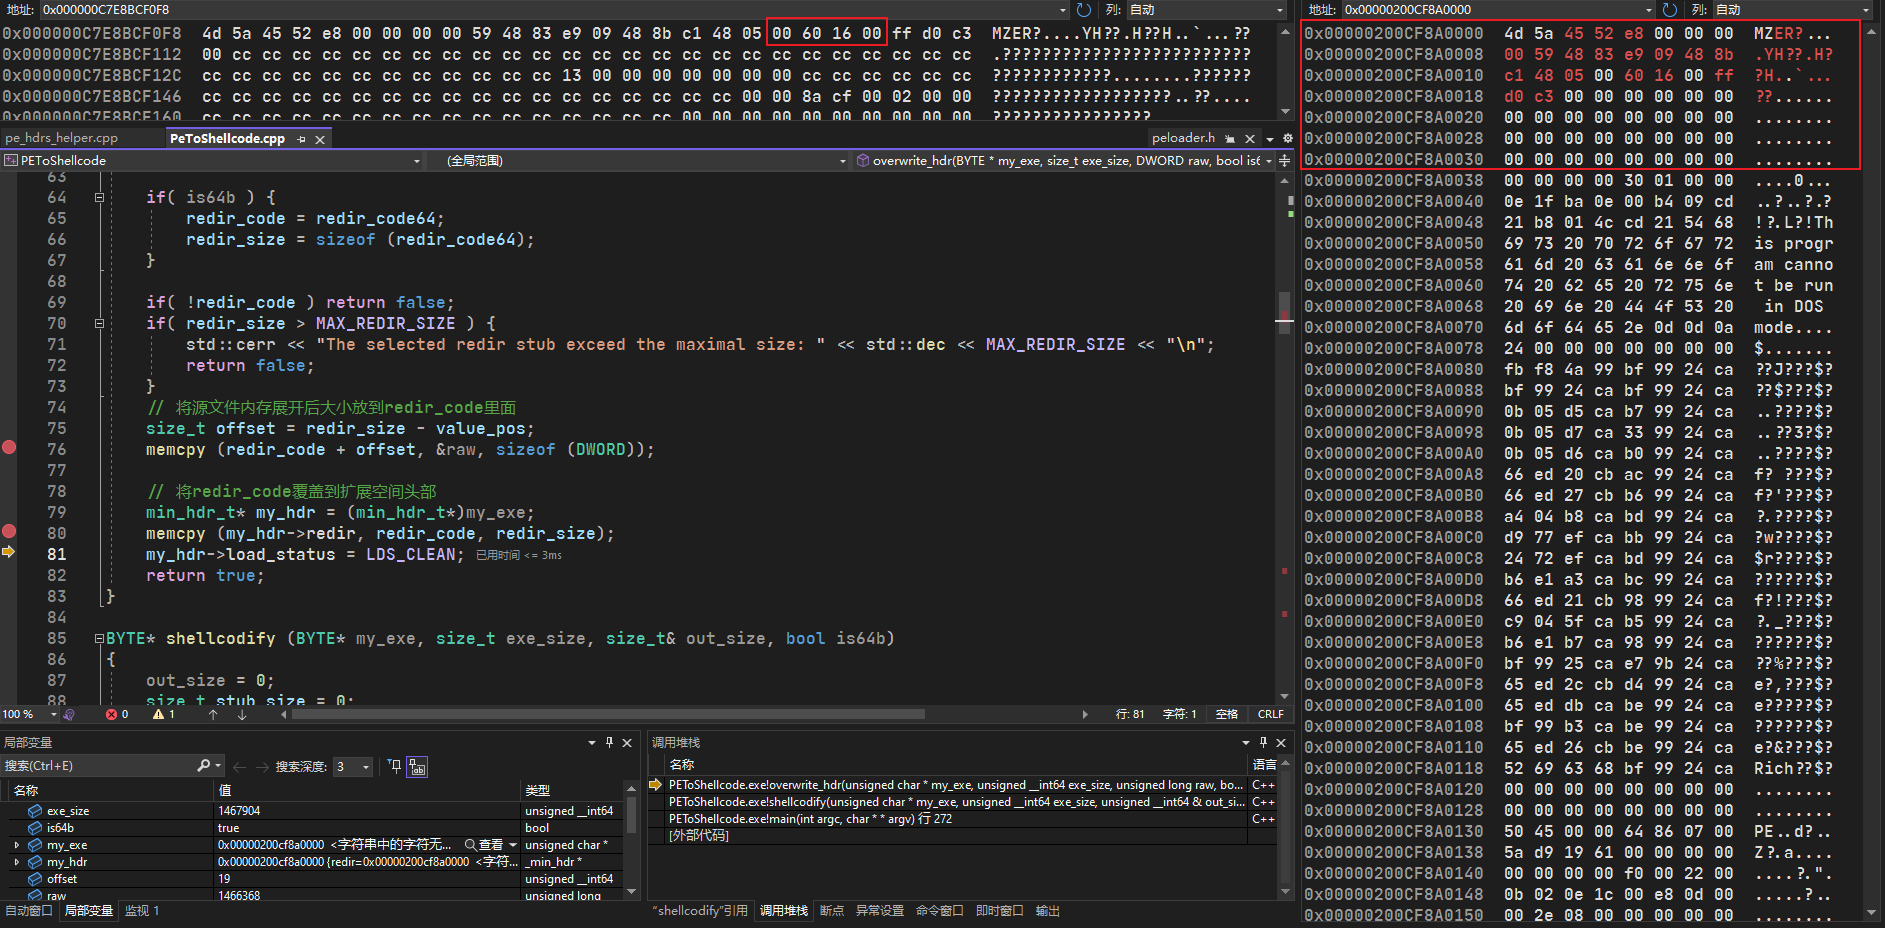 地址: 0x000000C7E8BCF0F8 列: 自动
0x000000C7E8BCF0F8 4d 5a 45 52 e8 00 00 00 00 59 48 83 e9 09 48 8b c1 48 05 00 60 16 00 ff d0 c3 MZER?....YH??.H??H..`...??
0x000000C7E8BCF112 00 cc cc cc cc cc cc cc cc cc cc cc cc cc cc cc cc cc cc cc cc cc cc cc cc cc .?????????????????????????
0x000000C7E8BCF12C cc cc cc cc cc cc cc cc cc cc cc cc 13 00 00 00 00 00 00 00 cc cc cc cc cc cc ????????????........??????
0x000000C7E8BCF146 cc cc cc cc cc cc cc cc cc cc cc cc cc cc cc cc cc cc 00 00 8a cf 00 02 00 00 ??????????????????..??....
pe_hdrs_helper.cpp PeToShellcode.cpp peloader.h
PEToShellcode (全局范围) overwrite_hdr(BYTE * my_exe, size_t exe_size, DWORD raw, bool is6
63
64 if( is64b ) {
65 redir_code = redir_code64;
66 redir_size = sizeof (redir_code64);
67 }
68
69 if( !redir_code ) return false;
70 if( redir_size > MAX_REDIR_SIZE ) {
71 std::cerr << "The selected redir stub exceed the maximal size: " << std::dec << MAX_REDIR_SIZE << "\n";
72 return false;
73 }
74 // 将源文件内存展开后大小放到redir_code里面
75 size_t offset = redir_size - value_pos;
76 memcpy (redir_code + offset, &raw, sizeof (DWORD));
77
78 // 将redir_code覆盖到扩展空间头部
79 min_hdr_t* my_hdr = (min_hdr_t*)my_exe;
80 memcpy (my_hdr->redir, redir_code, redir_size);
81 my_hdr->load_status = LDS_CLEAN; 已用时间 <= 3ms
82 return true;
83 }
84
85 BYTE* shellcodify (BYTE* my_exe, size_t exe_size, size_t& out_size, bool is64b)
86 {
87 out_size = 0;
88 size_t stub_size = 0;
100 % 0 1 行: 81 字符: 1 空格 CRLF
局部变量
搜索(Ctrl+E) 搜索深度: 3
名称 值 类型
exe_size 1467904 unsigned __int64
is64b true bool
my_exe 0x00000200cf8a0000 <字符串中的字符无... 查看 unsigned char *
my_hdr 0x00000200cf8a0000 {redir=0x00000200cf8a0000 <字符... _min_hdr *
offset 19 unsigned __int64
raw 1466368 unsigned long
自动窗口 局部变量 监视 1
调用堆栈
名称 语言
PEToShellcode.exe!overwrite_hdr(unsigned char * my_exe, unsigned __int64 exe_size, unsigned long raw, bo... C++
PEToShellcode.exe!shellcodify(unsigned char * my_exe, unsigned __int64 exe_size, unsigned __int64 & out_si... C++
PEToShellcode.exe!main(int argc, char * * argv) 行 272 C++
[外部代码]
"shellcodify"引用 调用堆栈 断点 异常设置 命令窗口 即时窗口 输出
地址: 0x00000200CF8A0000 列: 自动
0x00000200CF8A0000 4d 5a 45 52 e8 00 00 00 MZER?...
0x00000200CF8A0008 00 59 48 83 e9 09 48 8b .YH??.H?
0x00000200CF8A0010 c1 48 05 00 60 16 00 ff ?H..`...
0x00000200CF8A0018 d0 c3 00 00 00 00 00 00 ??......
0x00000200CF8A0020 00 00 00 00 00 00 00 00 ........
0x00000200CF8A0028 00 00 00 00 00 00 00 00 ........
0x00000200CF8A0030 00 00 00 00 00 00 00 00 ........
0x00000200CF8A0038 00 00 00 00 30 01 00 00 ....0...
0x00000200CF8A0040 0e 1f ba 0e 00 b4 09 cd ..?..?.?
0x00000200CF8A0048 21 b8 01 4c cd 21 54 68 !?.L?!Th
0x00000200CF8A0050 69 73 20 70 72 6f 67 72 is progr
0x00000200CF8A0058 61 6d 20 63 61 6e 6e 6f am canno
0x00000200CF8A0060 74 20 62 65 20 72 75 6e t be run
0x00000200CF8A0068 20 69 6e 20 44 4f 53 20 in DOS
0x00000200CF8A0070 6d 6f 64 65 2e 0d 0d 0a mode....
0x00000200CF8A0078 24 00 00 00 00 00 00 00 $.......
0x00000200CF8A0080 fb f8 4a 99 bf 99 24 ca ??J???$?
0x00000200CF8A0088 bf 99 24 ca bf 99 24 ca ??$???$?
0x00000200CF8A0090 0b 05 d5 ca b7 99 24 ca ..????$?
0x00000200CF8A0098 0b 05 d7 ca 33 99 24 ca ..??3?$?
0x00000200CF8A00A0 0b 05 d6 ca b0 99 24 ca ..????$?
0x00000200CF8A00A8 66 ed 20 cb ac 99 24 ca f? ????$?
0x00000200CF8A00B0 66 ed 27 cb b6 99 24 ca f?'???$?
0x00000200CF8A00B8 a4 04 b8 ca bd 99 24 ca ?.????$?
0x00000200CF8A00C0 d9 77 ef ca bb 99 24 ca ?w????$?
0x00000200CF8A00C8 24 72 ef ca bd 99 24 ca $r????$?
0x00000200CF8A00D0 b6 e1 a3 ca bc 99 24 ca ??????$?
0x00000200CF8A00D8 66 ed 21 cb 98 99 24 ca f?!???$?
0x00000200CF8A00E0 c9 04 5f ca b5 99 24 ca ?._???$?
0x00000200CF8A00E8 b6 e1 b7 ca 98 99 24 ca ??????$?
0x00000200CF8A00F0 bf 99 25 ca e7 9b 24 ca ??%???$?
0x00000200CF8A00F8 65 ed 2c cb d4 99 24 ca e?,???$?
0x00000200CF8A0100 65 ed db ca be 99 24 ca e?????$?
0x00000200CF8A0108 bf 99 b3 ca be 99 24 ca ??????$?
0x00000200CF8A0110 65 ed 26 cb be 99 24 ca e?&???$?
0x00000200CF8A0118 52 69 63 68 bf 99 24 ca Rich??$?
0x00000200CF8A0120 00 00 00 00 00 00 00 00 ........
0x00000200CF8A0128 00 00 00 00 00 00 00 00 ........
0x00000200CF8A0130 50 45 00 00 64 86 07 00 PE..d?..
0x00000200CF8A0138 5a d9 19 61 00 00 00 00 Z?.a....
0x00000200CF8A0140 00 00 00 00 f0 00 22 00 ....?.".
0x00000200CF8A0148 0b 02 0e 1c 00 e8 0d 00 .....?..
0x00000200CF8A0150 00 2e 08 00 00 00 00 00 ........